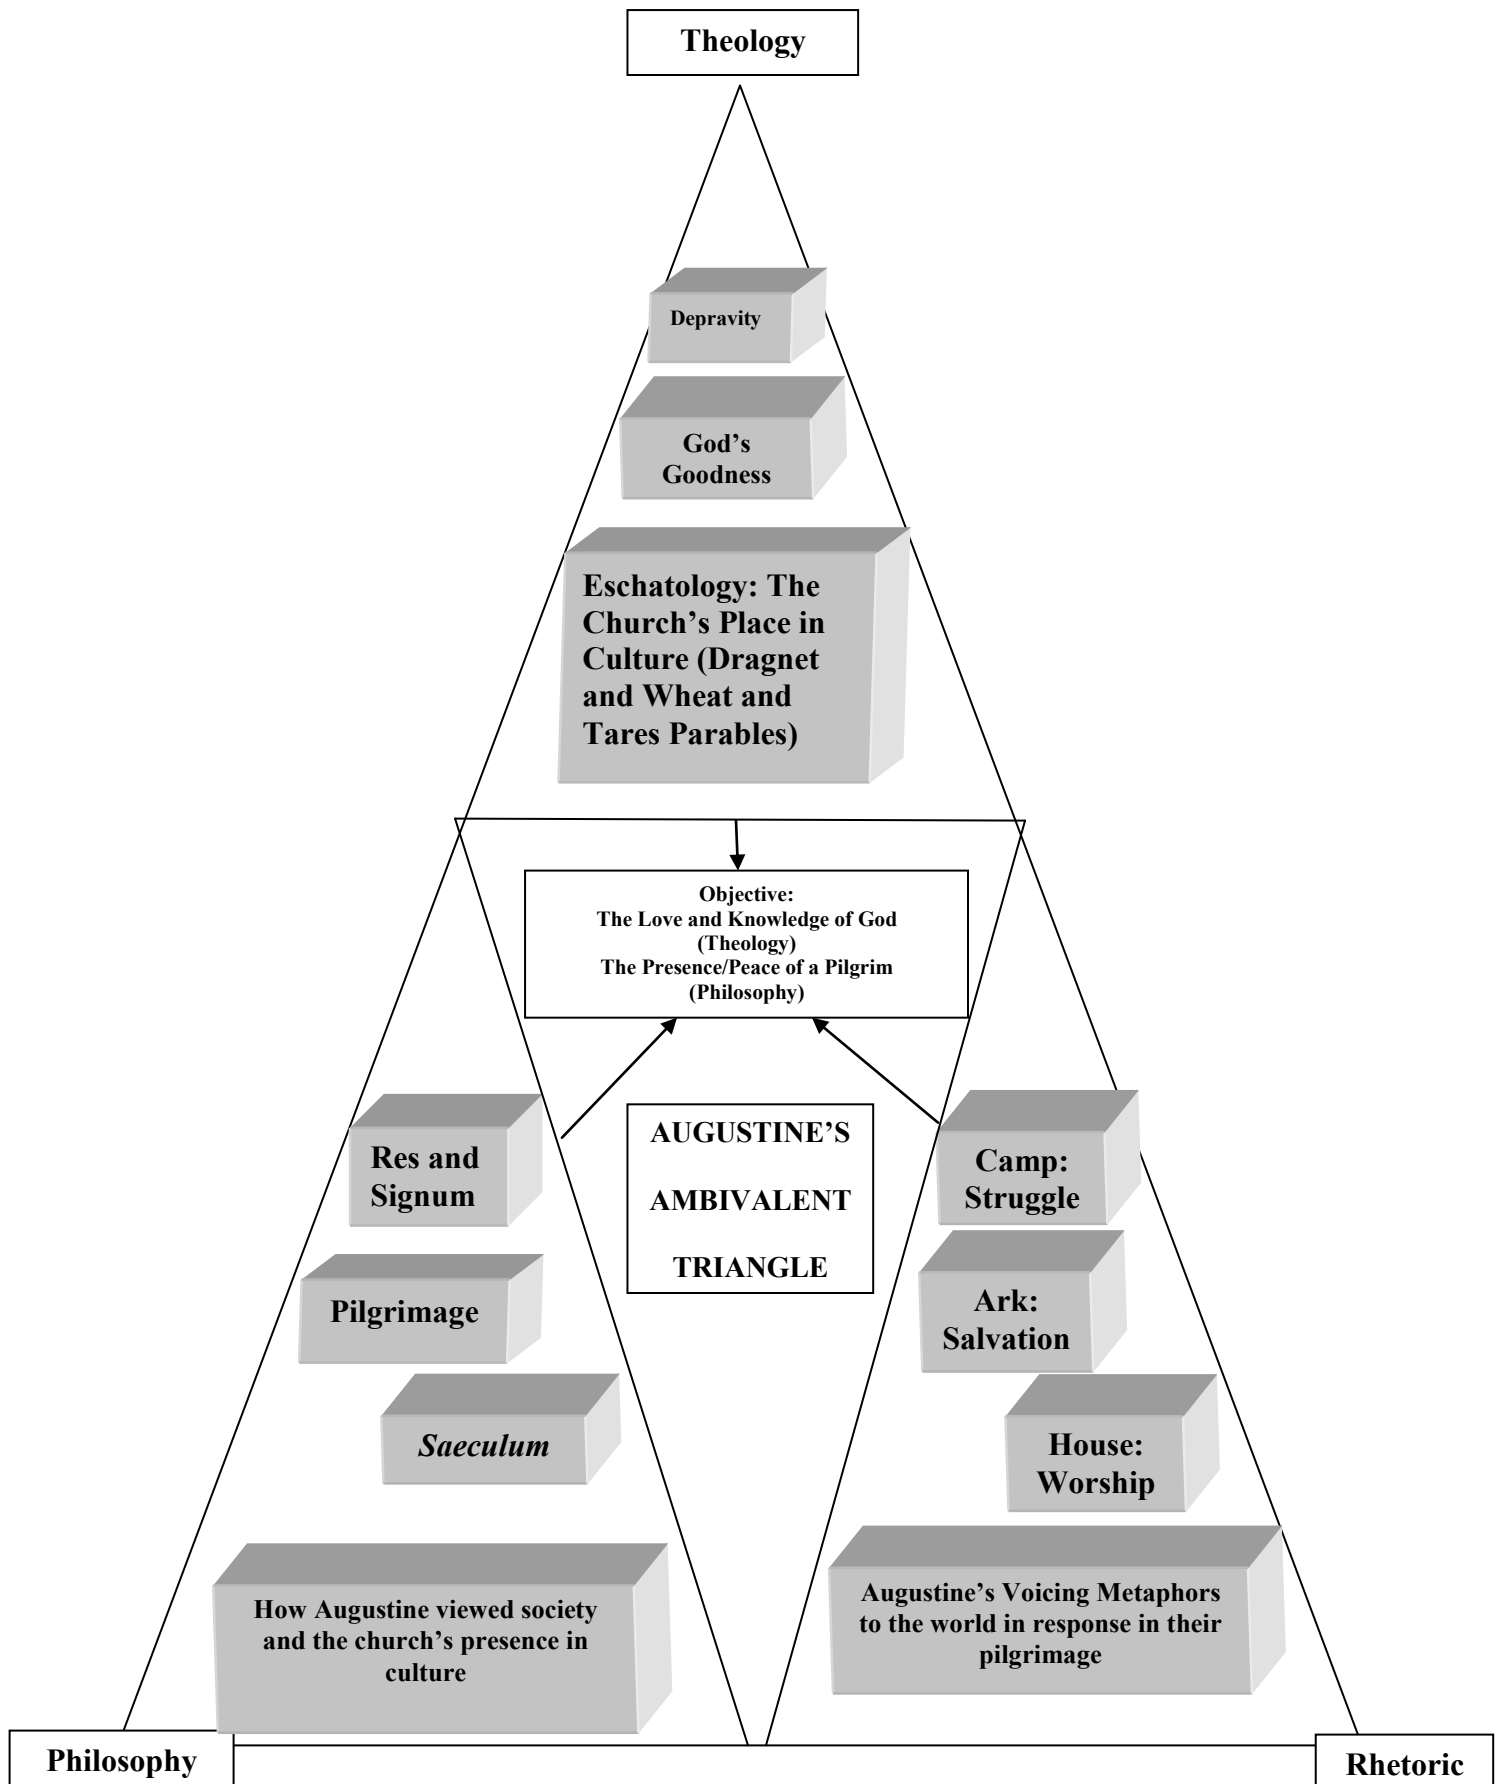 Theology
Depravity
God’s
Goodness
Eschatology: The
Church’s Place in
Culture (Dragnet
and Wheat and
Tares Parables)
Objective:
The Love and Knowledge of God
(Theology)
The Presence/Peace of a Pilgrim
(Philosophy)
AUGUSTINE’S
AMBIVALENT
TRIANGLE
Res and
Signum
Pilgrimage
Saeculum
How Augustine viewed society
and the church’s presence in
culture
Camp:
Struggle
Ark:
Salvation
House:
Worship
Augustine’s Voicing Metaphors
to the world in response in their
pilgrimage
Philosophy
Rhetoric